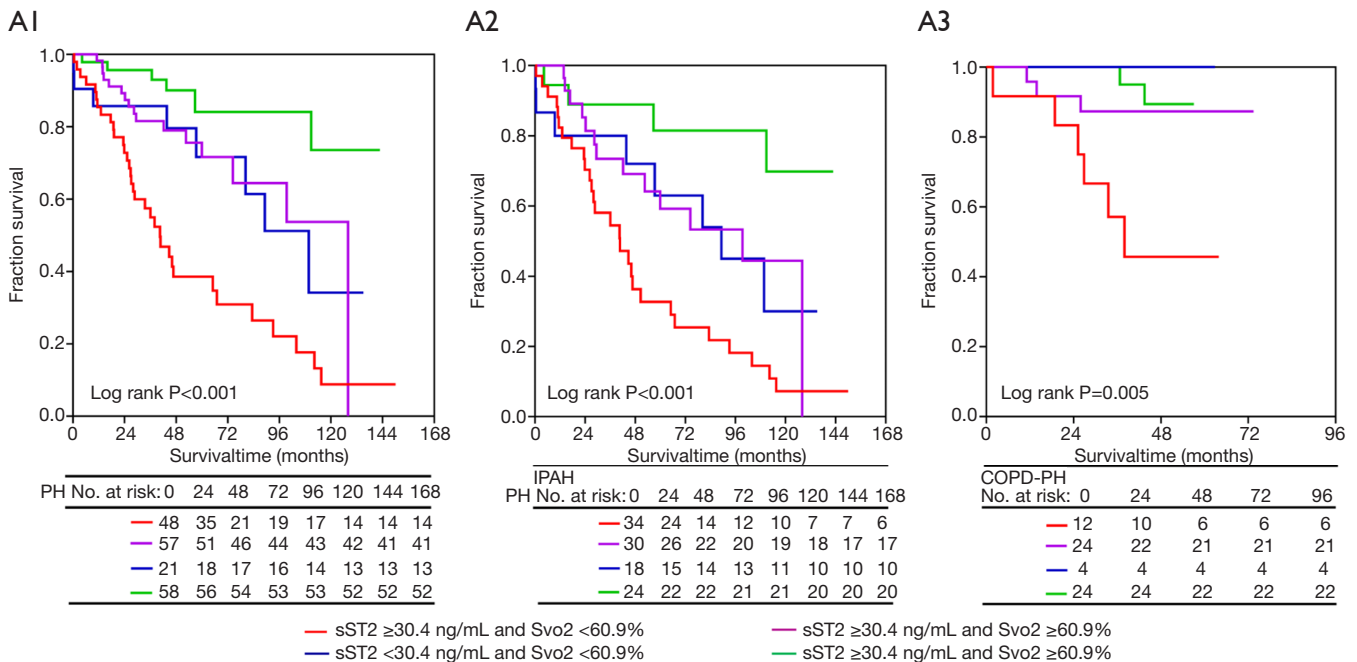 A1
Fraction survival
1.0
0.8
0.6
0.4
0.2
0.0
Log rank P<0.001
0 24 48 72 96 120 144 168
Survivaltime (months)
PH No. at risk: 0 24 48 72 96 120 144 168
48 35 21 19 17 14 14 14
57 51 46 44 43 42 41 41
21 18 17 16 14 13 13 13
58 56 54 53 53 52 52 52
A2
Fraction survival
1.0
0.8
0.6
0.4
0.2
0.0
Log rank P<0.001
0 24 48 72 96 120 144 168
Survivaltime (months)
IPAH
PH No. at risk: 0 24 48 72 96 120 144 168
34 24 14 12 10 7 7 6
30 26 22 20 19 18 17 17
18 15 14 13 11 10 10 10
24 22 22 21 21 20 20 20
A3
Fraction survival
1.0
0.8
0.6
0.4
0.2
0.0
Log rank P=0.005
0 24 48 72 96
Survivaltime (months)
COPD-PH
No. at risk: 0 24 48 72 96
12 10 6 6 6
24 22 21 21 21
4 4 4 4 4
24 24 22 22 22
sST2 ≥30.4 ng/mL and Svo2 <60.9%
sST2 ≥30.4 ng/mL and Svo2 ≥60.9%
sST2 <30.4 ng/mL and Svo2 <60.9%
sST2 ≥30.4 ng/mL and Svo2 ≥60.9%